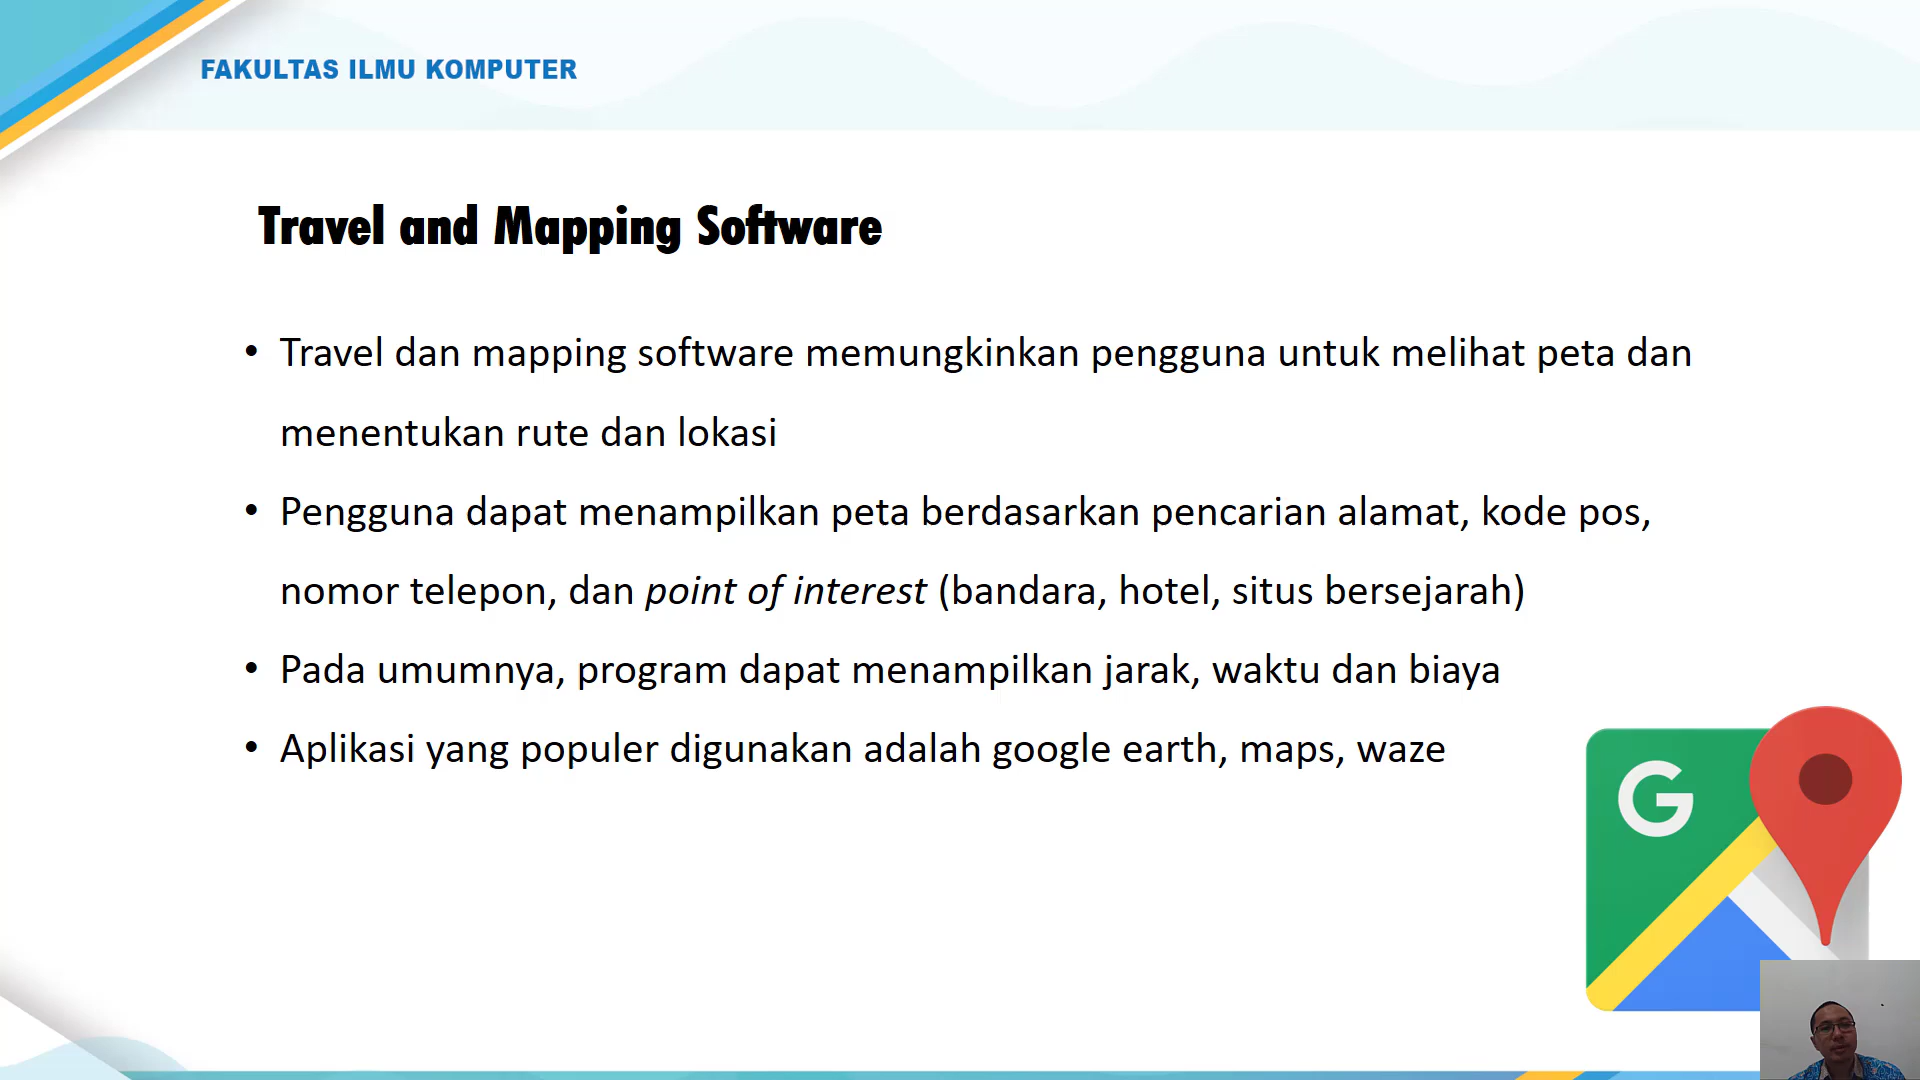 FAKULTAS ILMU KOMPUTER
Travel and Mapping Software
• Travel dan mapping software memungkinkan pengguna untuk melihat peta dan
menentukan rute dan lokasi
• Pengguna dapat menampilkan peta berdasarkan pencarian alamat, kode pos,
nomor telepon, dan point of interest (bandara, hotel, situs bersejarah)
• Pada umumnya, program dapat menampilkan jarak, waktu dan biaya
• Aplikasi yang populer digunakan adalah google earth, maps, waze
G